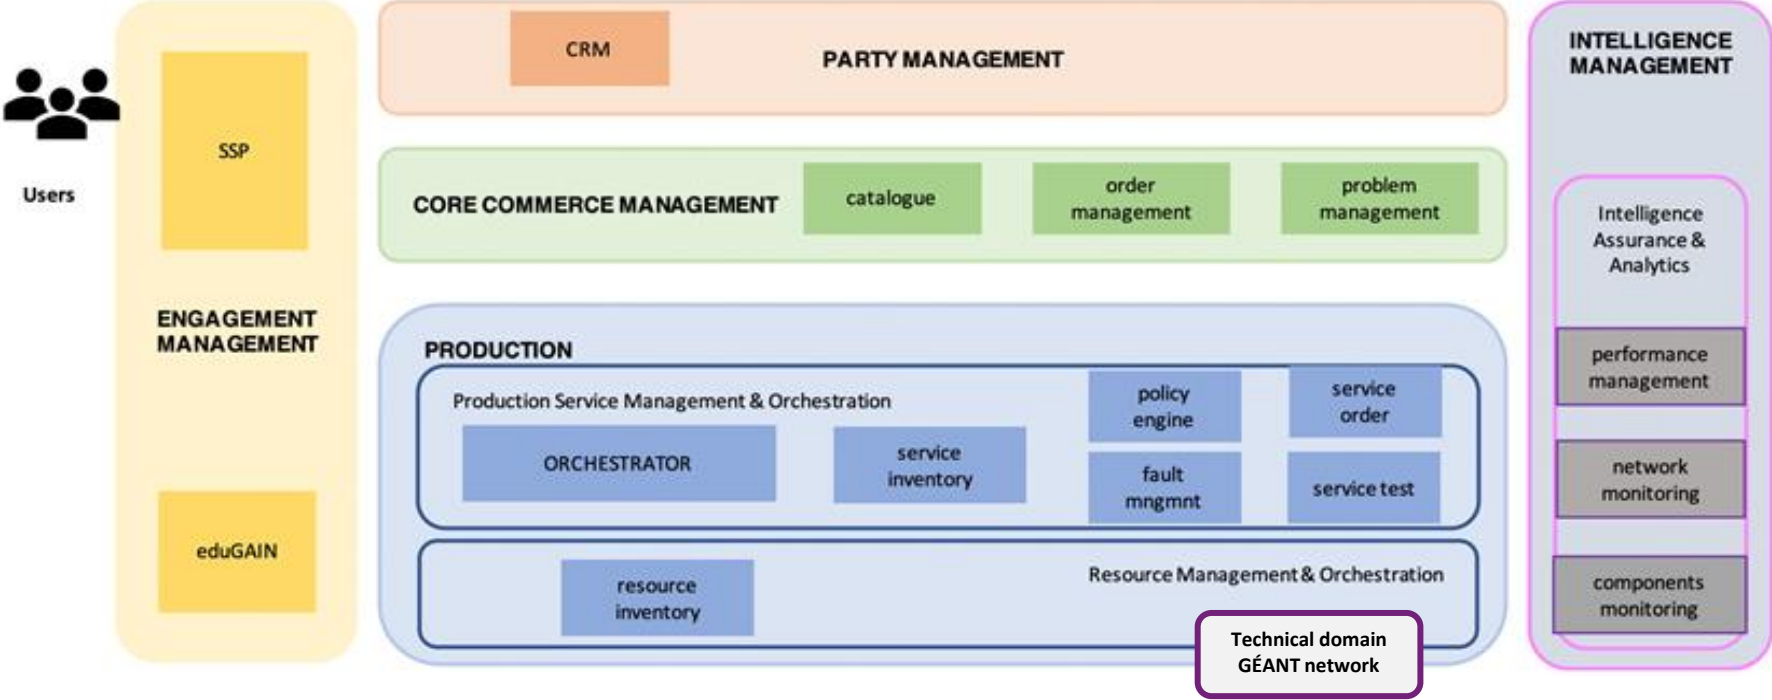 Users
SSP
ENGAGEMENT
MANAGEMENT
eduGAIN
CRM
PARTY MANAGEMENT
CORE COMMERCE MANAGEMENT
catalogue
order
management
problem
management
PRODUCTION
Production Service Management & Orchestration
ORCHESTRATOR
service
inventory
policy
engine
service
order
fault
mngmnt
service test
resource
inventory
Resource Management & Orchestration
Technical domain
GÉANT network
INTELLIGENCE
MANAGEMENT
Intelligence
Assurance &
Analytics
performance
management
network
monitoring
components
monitoring